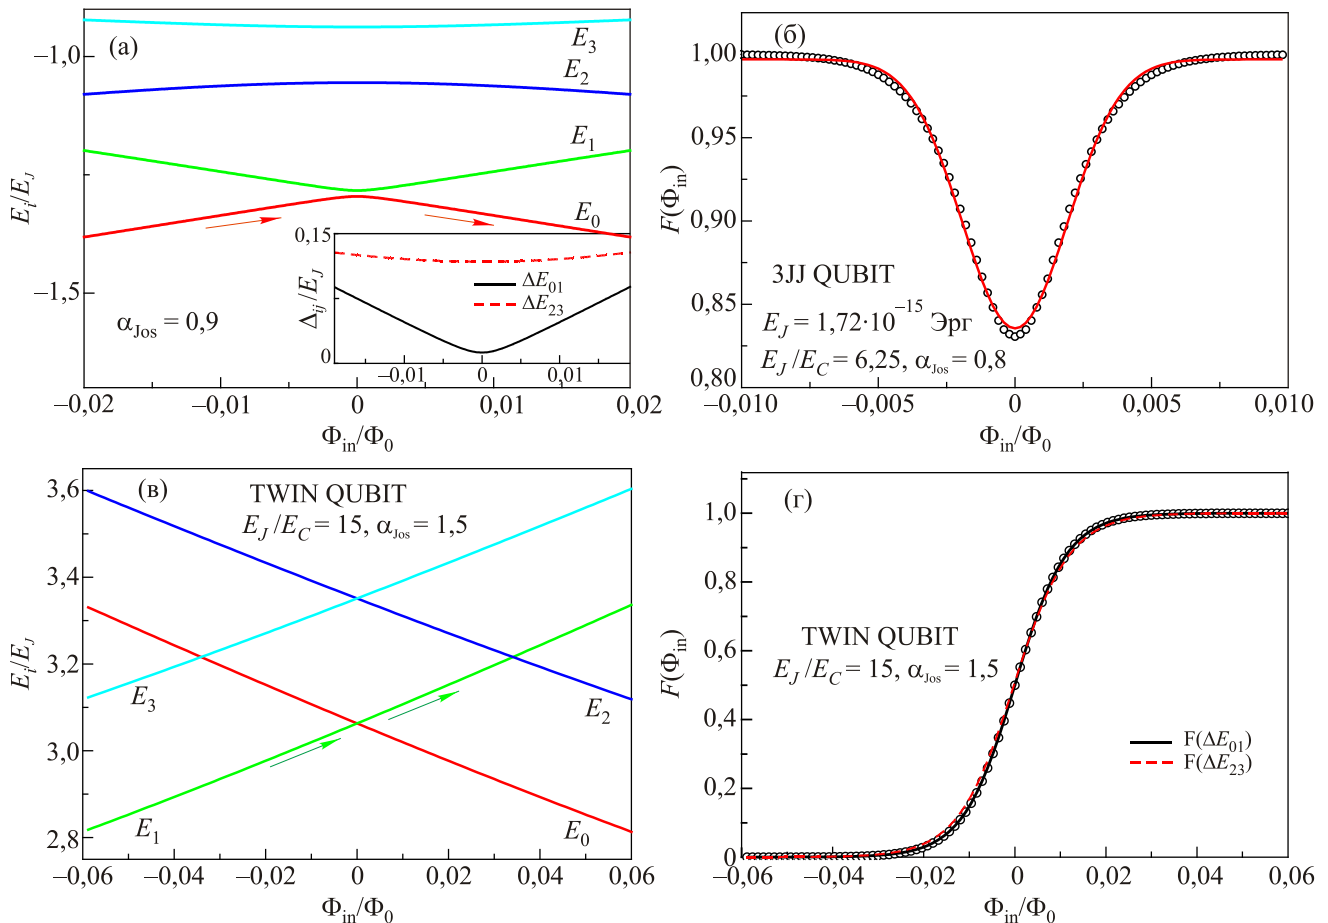 (а)
E3
E2
E1
E0
Ei/EJ
–1,0
–1,5
αJos = 0,9
0,15
0
Δij/EJ
ΔE01
ΔE23
–0,01
0
0,01
–0,02
–0,01
0
0,01
0,02
Φin/Φ0
(б)
F(Φin)
1,00
0,95
0,90
0,85
0,80
3JJ QUBIT
EJ = 1,72·10–15 Эрг
EJ/EC = 6,25, αJos = 0,8
–0,010
–0,005
0
0,005
0,010
Φin/Φ0
(в)
TWIN QUBIT
EJ/EC = 15, αJos = 1,5
Ei/EJ
3,6
3,4
3,2
3,0
2,8
E3
E2
E1
E0
–0,06
–0,04
–0,02
0
0,02
0,04
0,06
Φin/Φ0
(г)
F(Φin)
1,0
0,8
0,6
0,4
0,2
0
TWIN QUBIT
EJ/EC = 15, αJos = 1,5
F(ΔE01)
F(ΔE23)
–0,06
–0,04
–0,02
0
0,02
0,04
0,06
Φin/Φ0